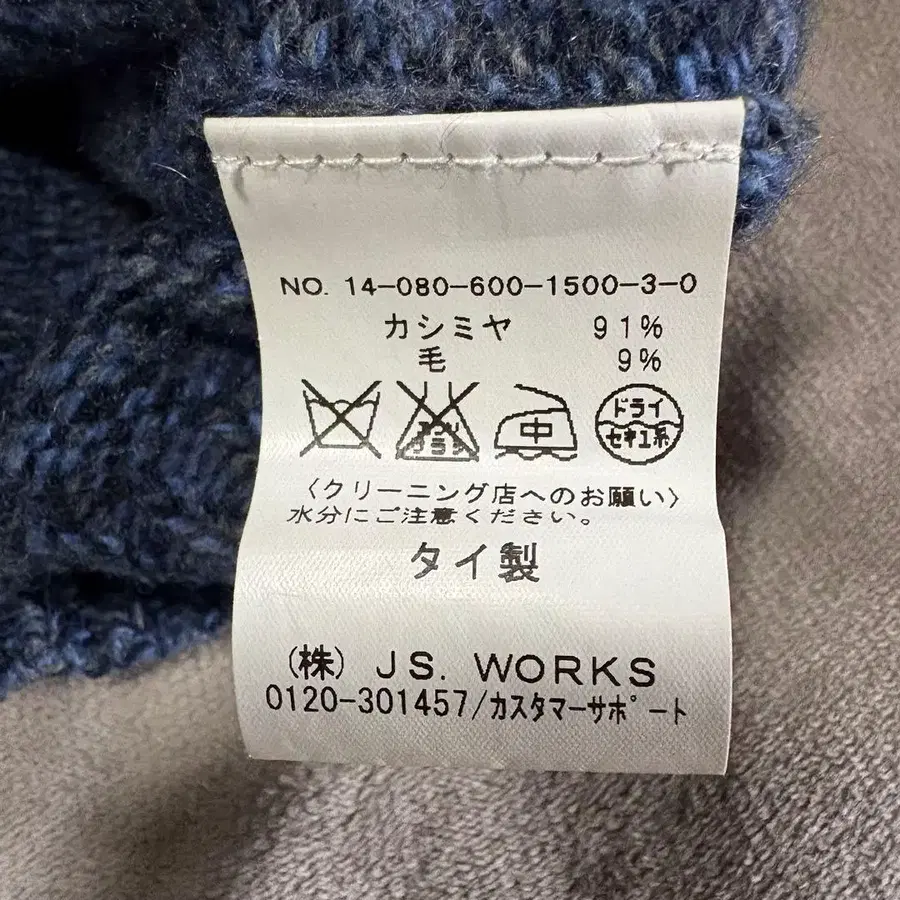 NO. 14-080-600-1500-3-0
カシミヤ 91%
毛 9%
中
ドライ
セキユ系
〈クリーニング店へのお願い〉
水分にご注意ください。
タイ製
(株) JS. WORKS
0120-301457/カスタマーサポート